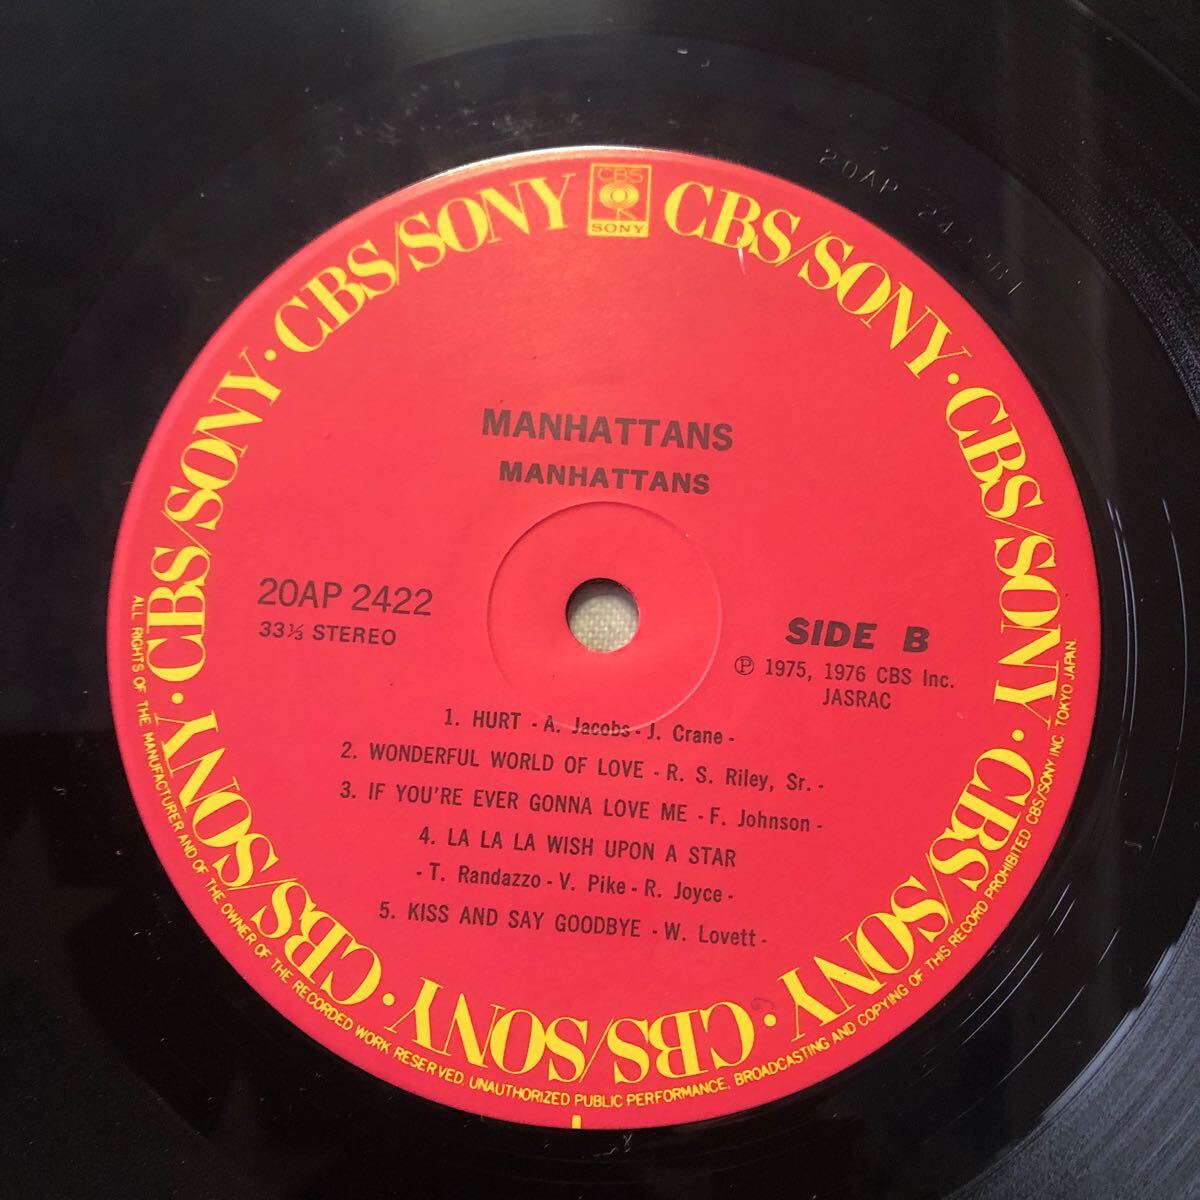 CBS
SONY
CBS/SONY · CBS/SONY · CBS/SONY · CBS/SONY · CBS/SONY · CBS/SONY · CBS/SONY · CBS/SONY · CBS/SONY
20AP 2422B1
MANHATTANS
MANHATTANS
20AP 2422
33⅓ STEREO
SIDE B
Ⓟ 1975, 1976 CBS Inc.
JASRAC
1. HURT - A. Jacobs - J. Crane -
2. WONDERFUL WORLD OF LOVE - R. S. Riley, Sr. -
3. IF YOU'RE EVER GONNA LOVE ME - F. Johnson -
4. LA LA LA WISH UPON A STAR
- T. Randazzo - V. Pike - R. Joyce -
5. KISS AND SAY GOODBYE - W. Lovett -
ALL RIGHTS OF THE MANUFACTURER AND OF THE OWNER OF THE RECORDED WORK RESERVED. UNAUTHORIZED PUBLIC PERFORMANCE, BROADCASTING AND COPYING OF THIS RECORD PROHIBITED CBS/SONY INC. TOKYO JAPAN.